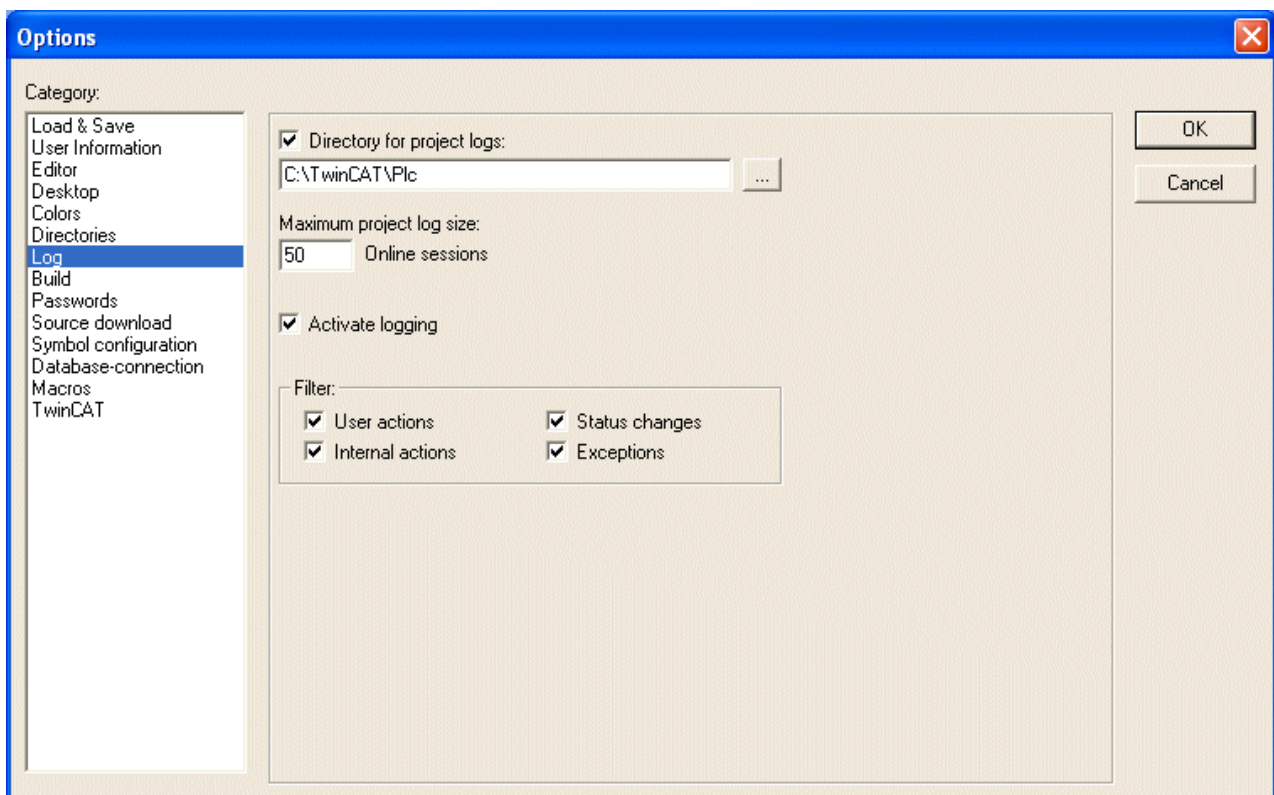 Options
Category:
Load & Save
User Information
Editor
Desktop
Colors
Directories
Log
Build
Passwords
Source download
Symbol configuration
Database-connection
Macros
TwinCAT
Directory for project logs:
C:\TwinCAT\Plc
...
Maximum project log size:
50 Online sessions
Activate logging
Filter:
User actions Status changes
Internal actions Exceptions
OK
Cancel